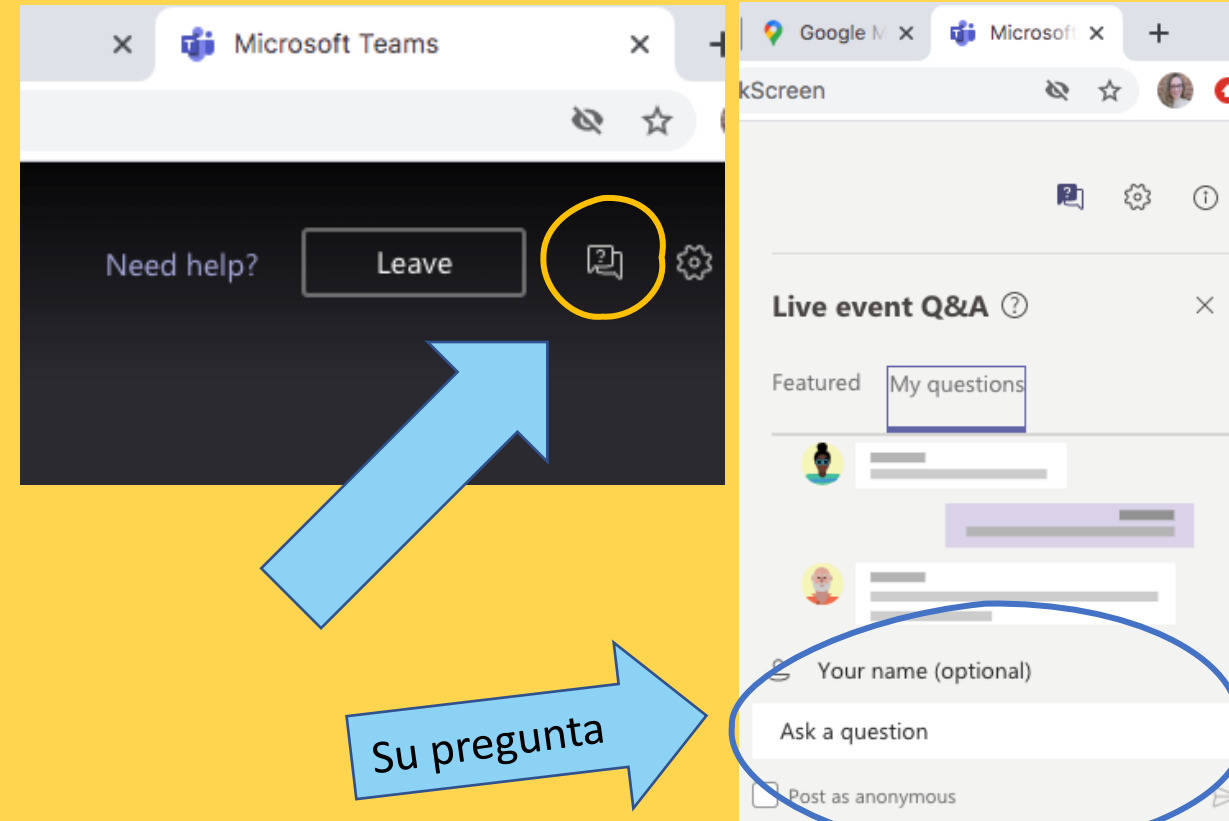 Microsoft Teams
Need help?
Leave
Su pregunta
Google M
Microsoft
kScreen
Live event Q&A
Featured
My questions
Your name (optional)
Ask a question
Post as anonymous